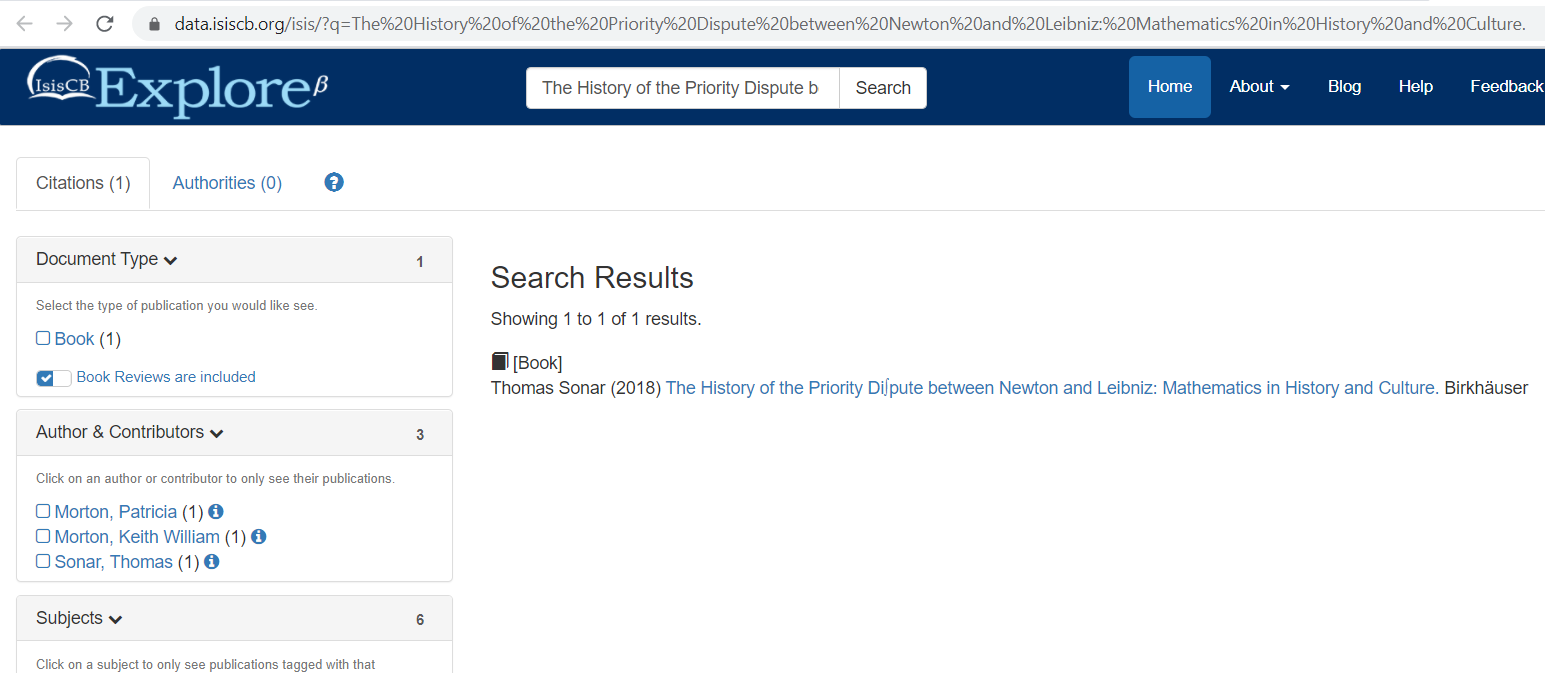 data.isiscb.org/isis/?q=The%20History%20of%20the%20Priority%20Dispute%20between%20Newton%20and%20Leibniz:%20Mathematics%20in%20History%20and%20Culture.
IsisCB Explore β
The History of the Priority Dispute b Search
Home About Blog Help Feedback
Citations (1) Authorities (0) ?
Document Type 1
Select the type of publication you would like see.
Book (1)
Book Reviews are included
Author & Contributors 3
Click on an author or contributor to only see their publications.
Morton, Patricia (1)
Morton, Keith William (1)
Sonar, Thomas (1)
Subjects 6
Click on a subject to only see publications tagged with that
Search Results
Showing 1 to 1 of 1 results.
[Book]
Thomas Sonar (2018) The History of the Priority Di∫pute between Newton and Leibniz: Mathematics in History and Culture. Birkhäuser